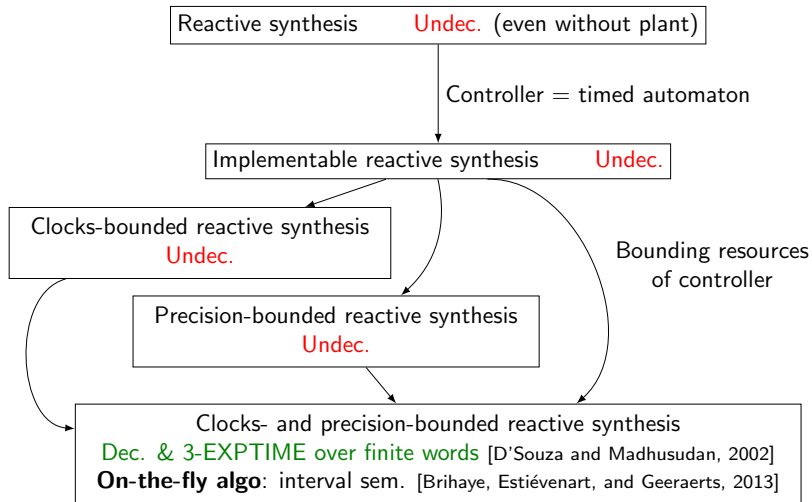 Reactive synthesis Undec. (even without plant)
Controller = timed automaton
Implementable reactive synthesis Undec.
Clocks-bounded reactive synthesis
Undec.
Bounding resources
of controller
Precision-bounded reactive synthesis
Undec.
Clocks- and precision-bounded reactive synthesis
Dec. & 3-EXPTIME over finite words [D'Souza and Madhusudan, 2002]
On-the-fly algo: interval sem. [Brihaye, Estiévenart, and Geeraerts, 2013]